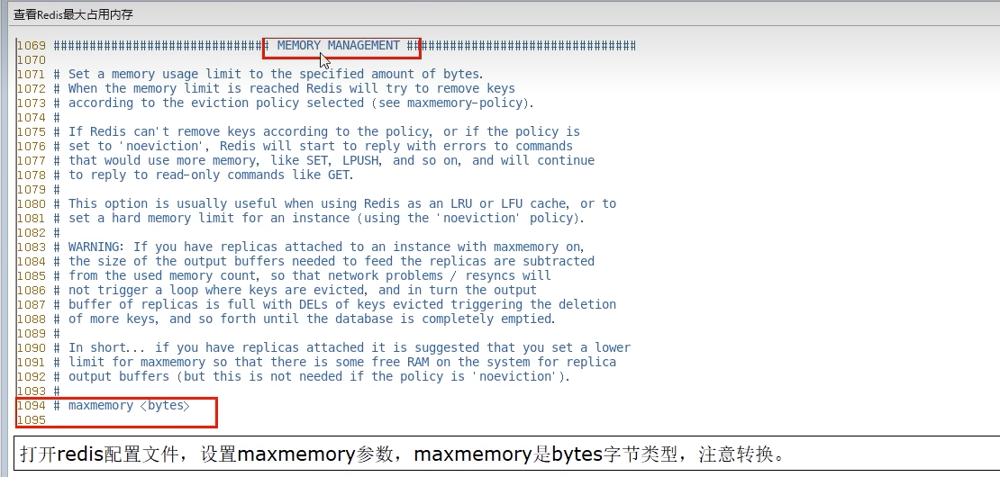 查看Redis最大占用内存
1069 ############################## MEMORY MANAGEMENT ################################
1070
1071 # Set a memory usage limit to the specified amount of bytes.
1072 # When the memory limit is reached Redis will try to remove keys
1073 # according to the eviction policy selected (see maxmemory-policy).
1074 #
1075 # If Redis can't remove keys according to the policy, or if the policy is
1076 # set to 'noeviction', Redis will start to reply with errors to commands
1077 # that would use more memory, like SET, LPUSH, and so on, and will continue
1078 # to reply to read-only commands like GET.
1079 #
1080 # This option is usually useful when using Redis as an LRU or LFU cache, or to
1081 # set a hard memory limit for an instance (using the 'noeviction' policy).
1082 #
1083 # WARNING: If you have replicas attached to an instance with maxmemory on,
1084 # the size of the output buffers needed to feed the replicas are subtracted
1085 # from the used memory count, so that network problems / resyncs will
1086 # not trigger a loop where keys are evicted, and in turn the output
1087 # buffer of replicas is full with DELs of keys evicted triggering the deletion
1088 # of more keys, and so forth until the database is completely emptied.
1089 #
1090 # In short... if you have replicas attached it is suggested that you set a lower
1091 # limit for maxmemory so that there is some free RAM on the system for replica
1092 # output buffers (but this is not needed if the policy is 'noeviction').
1093 #
1094 # maxmemory <bytes>
1095
打开redis配置文件，设置maxmemory参数，maxmemory是bytes字节类型，注意转换。